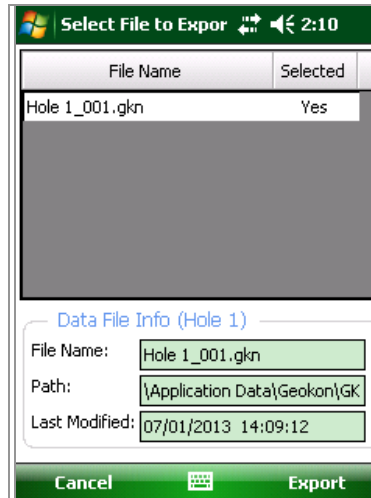 Select File to Expor 2:10
File Name Selected
Hole 1_001.gkn Yes
Data File Info (Hole 1)
File Name: Hole 1_001.gkn
Path: \Application Data\Geokon\GK
Last Modified: 07/01/2013 14:09:12
Cancel Export